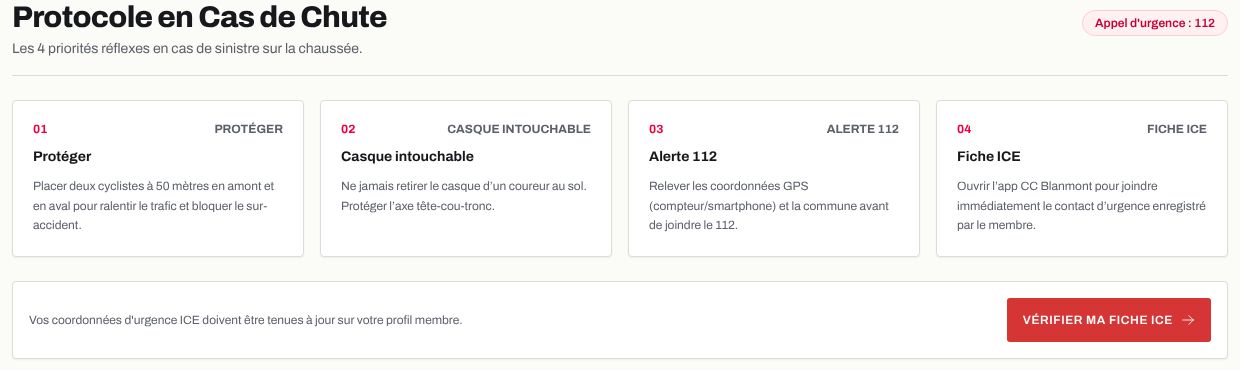 Protocole en Cas de Chute
Appel d'urgence : 112
Les 4 priorités réflexes en cas de sinistre sur la chaussée.
01 PROTÉGER
Protéger
Placer deux cyclistes à 50 mètres en amont et
en aval pour ralentir le trafic et bloquer le sur-
accident.
02 CASQUE INTOUCHABLE
Casque intouchable
Ne jamais retirer le casque d’un coureur au sol.
Protéger l’axe tête-cou-tronc.
03 ALERTE 112
Alerte 112
Relever les coordonnées GPS
(compteur/smartphone) et la commune avant
de joindre le 112.
04 FICHE ICE
Fiche ICE
Ouvrir l’app CC Blanmont pour joindre
immédiatement le contact d’urgence enregistré
par le membre.
Vos coordonnées d'urgence ICE doivent être tenues à jour sur votre profil membre.
VÉRIFIER MA FICHE ICE →